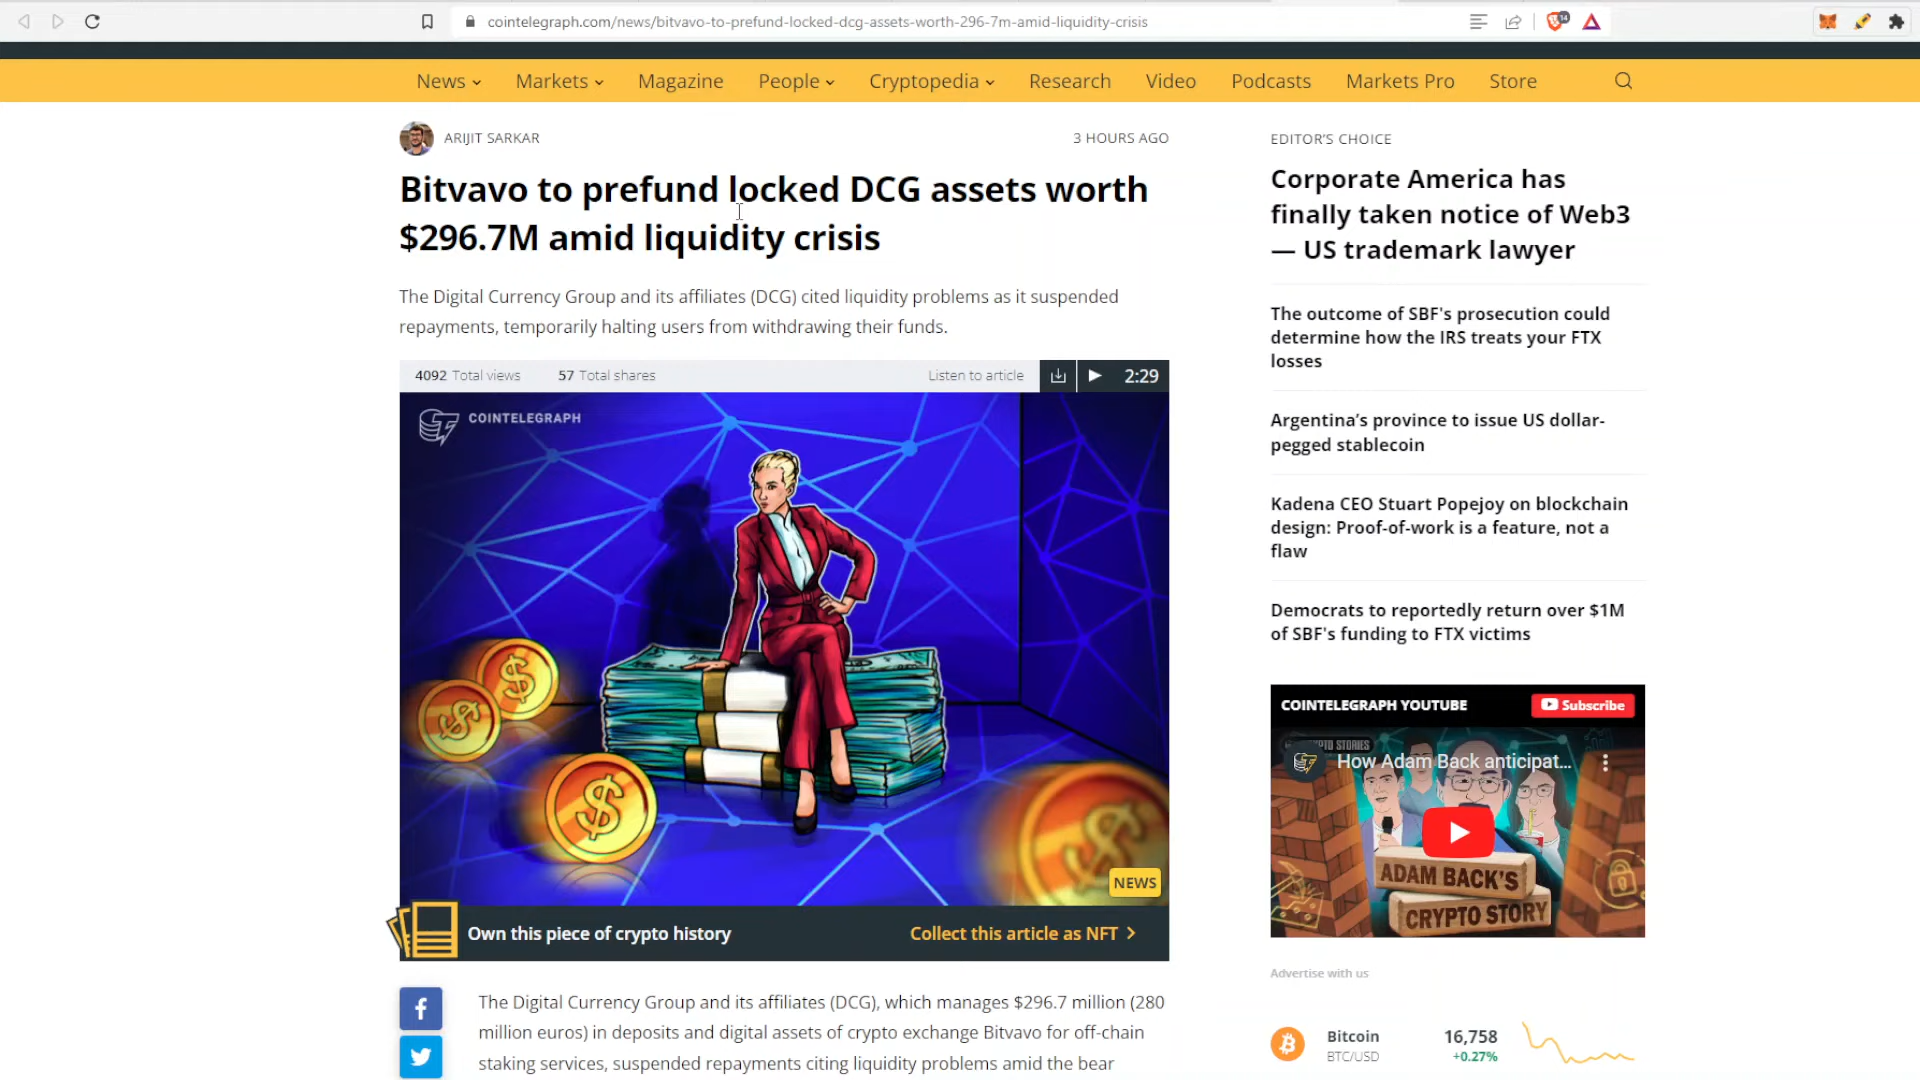 cointelegraph.com/news/bitvavo-to-prefund-locked-dcg-assets-worth-296-7m-amid-liquidity-crisis
14
News Markets Magazine People Cryptopedia Research Video Podcasts Markets Pro Store
ARIJIT SARKAR
3 HOURS AGO
Bitvavo to prefund locked DCG assets worth
$296.7M amid liquidity crisis
The Digital Currency Group and its affiliates (DCG) cited liquidity problems as it suspended
repayments, temporarily halting users from withdrawing their funds.
4092 Total views 57 Total shares Listen to article 2:29
COINTELEGRAPH
NEWS
Own this piece of crypto history
Collect this article as NFT
The Digital Currency Group and its affiliates (DCG), which manages $296.7 million (280
million euros) in deposits and digital assets of crypto exchange Bitvavo for off-chain
staking services, suspended repayments citing liquidity problems amid the bear
EDITOR'S CHOICE
Corporate America has
finally taken notice of Web3
— US trademark lawyer
The outcome of SBF's prosecution could
determine how the IRS treats your FTX
losses
Argentina’s province to issue US dollar-
pegged stablecoin
Kadena CEO Stuart Popejoy on blockchain
design: Proof-of-work is a feature, not a
flaw
Democrats to reportedly return over $1M
of SBF's funding to FTX victims
COINTELEGRAPH YOUTUBE
Subscribe
How Adam Back anticipat...
ADAM BACK'S
CRYPTO STORY
Advertise with us
Bitcoin 16,758
BTC/USD +0.27%